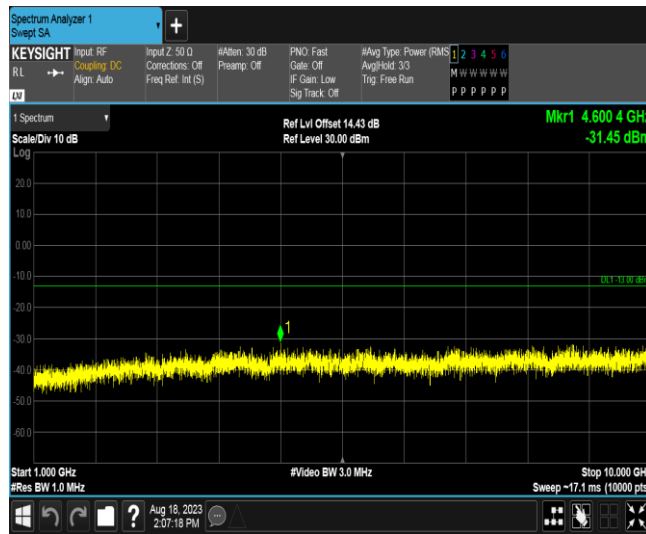 Spectrum Analyzer 1
Swept SA
+
KEYSIGHT
RL
LXI
Input: RF
Coupling: DC
Align: Auto
Input Z: 50 Ω
Corrections: Off
Freq Ref: Int (S)
#Atten: 30 dB
Preamp: Off
PNO: Fast
Gate: Off
IF Gain: Low
Sig Track: Off
#Avg Type: Power (RMS
Avg|Hold: 3/3
Trig: Free Run
1 2 3 4 5 6
M W W W W W
P P P P P P
1 Spectrum
Scale/Div 10 dB
Log
Ref Lvl Offset 14.43 dB
Ref Level 30.00 dBm
Mkr1 4.600 4 GHz
-31.45 dBm
20.0
10.0
0.00
-10.0
DL1 -13.00 dBm
-20.0
1
-30.0
-40.0
-50.0
-60.0
Start 1.000 GHz
#Res BW 1.0 MHz
#Video BW 3.0 MHz
Stop 10.000 GH
Sweep ~17.1 ms (10000 pts
?
Aug 18, 2023
2:07:18 PM